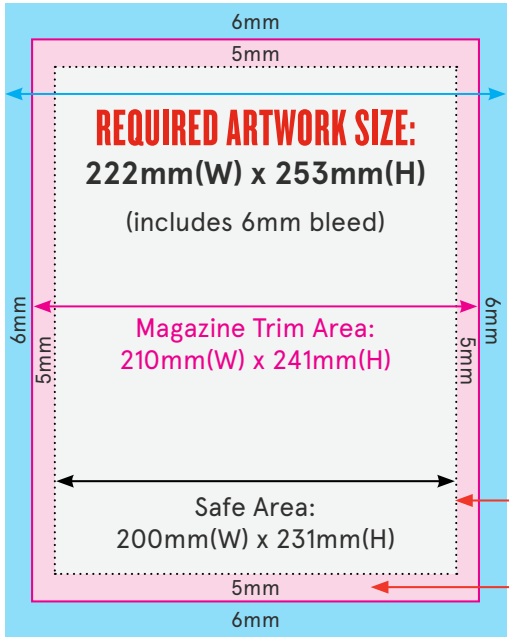 6mm
5mm
REQUIRED ARTWORK SIZE:
222mm(W) x 253mm(H)
(includes 6mm bleed)
6mm
5mm
Magazine Trim Area:
210mm(W) x 241mm(H)
5mm
6mm
Safe Area:
200mm(W) x 231mm(H)
5mm
6mm